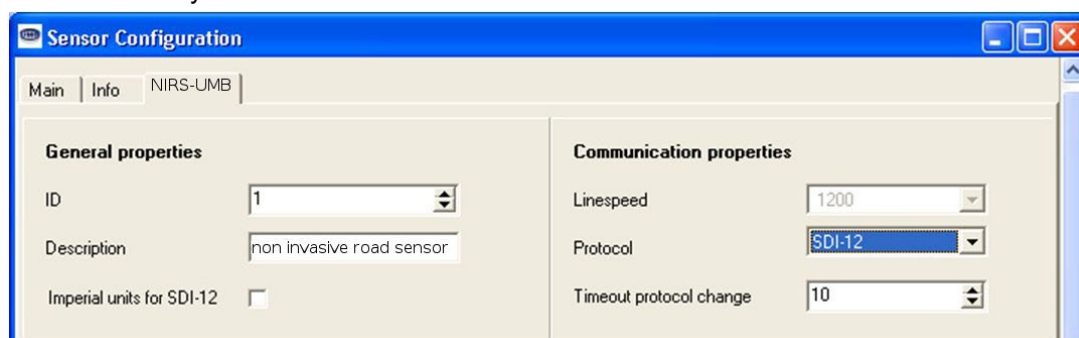 Sensor Configuration
Main Info NIRS-UMB
General properties
ID 1
Description non invasive road sensor
Imperial units for SDI-12
Communication properties
Linespeed 1200
Protocol SDI-12
Timeout protocol change 10